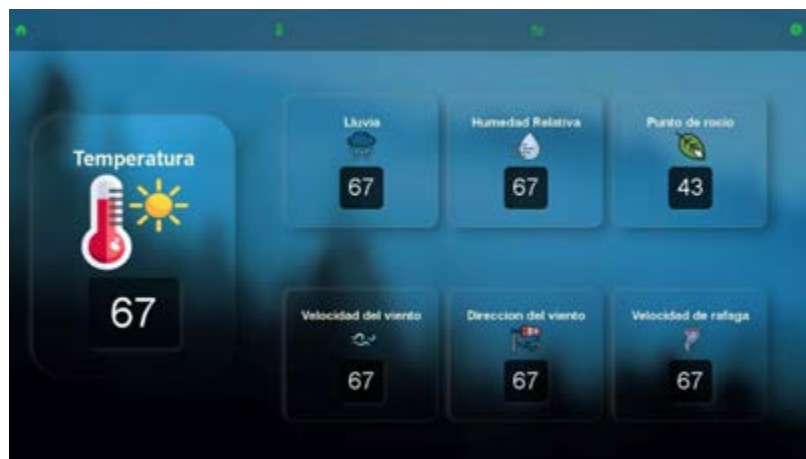 Temperatura
67
Lluvia
67
Humedad Relativa
67
Punto de rocio
43
Velocidad del viento
67
Direccion del viento
67
Velocidad de rafaga
67